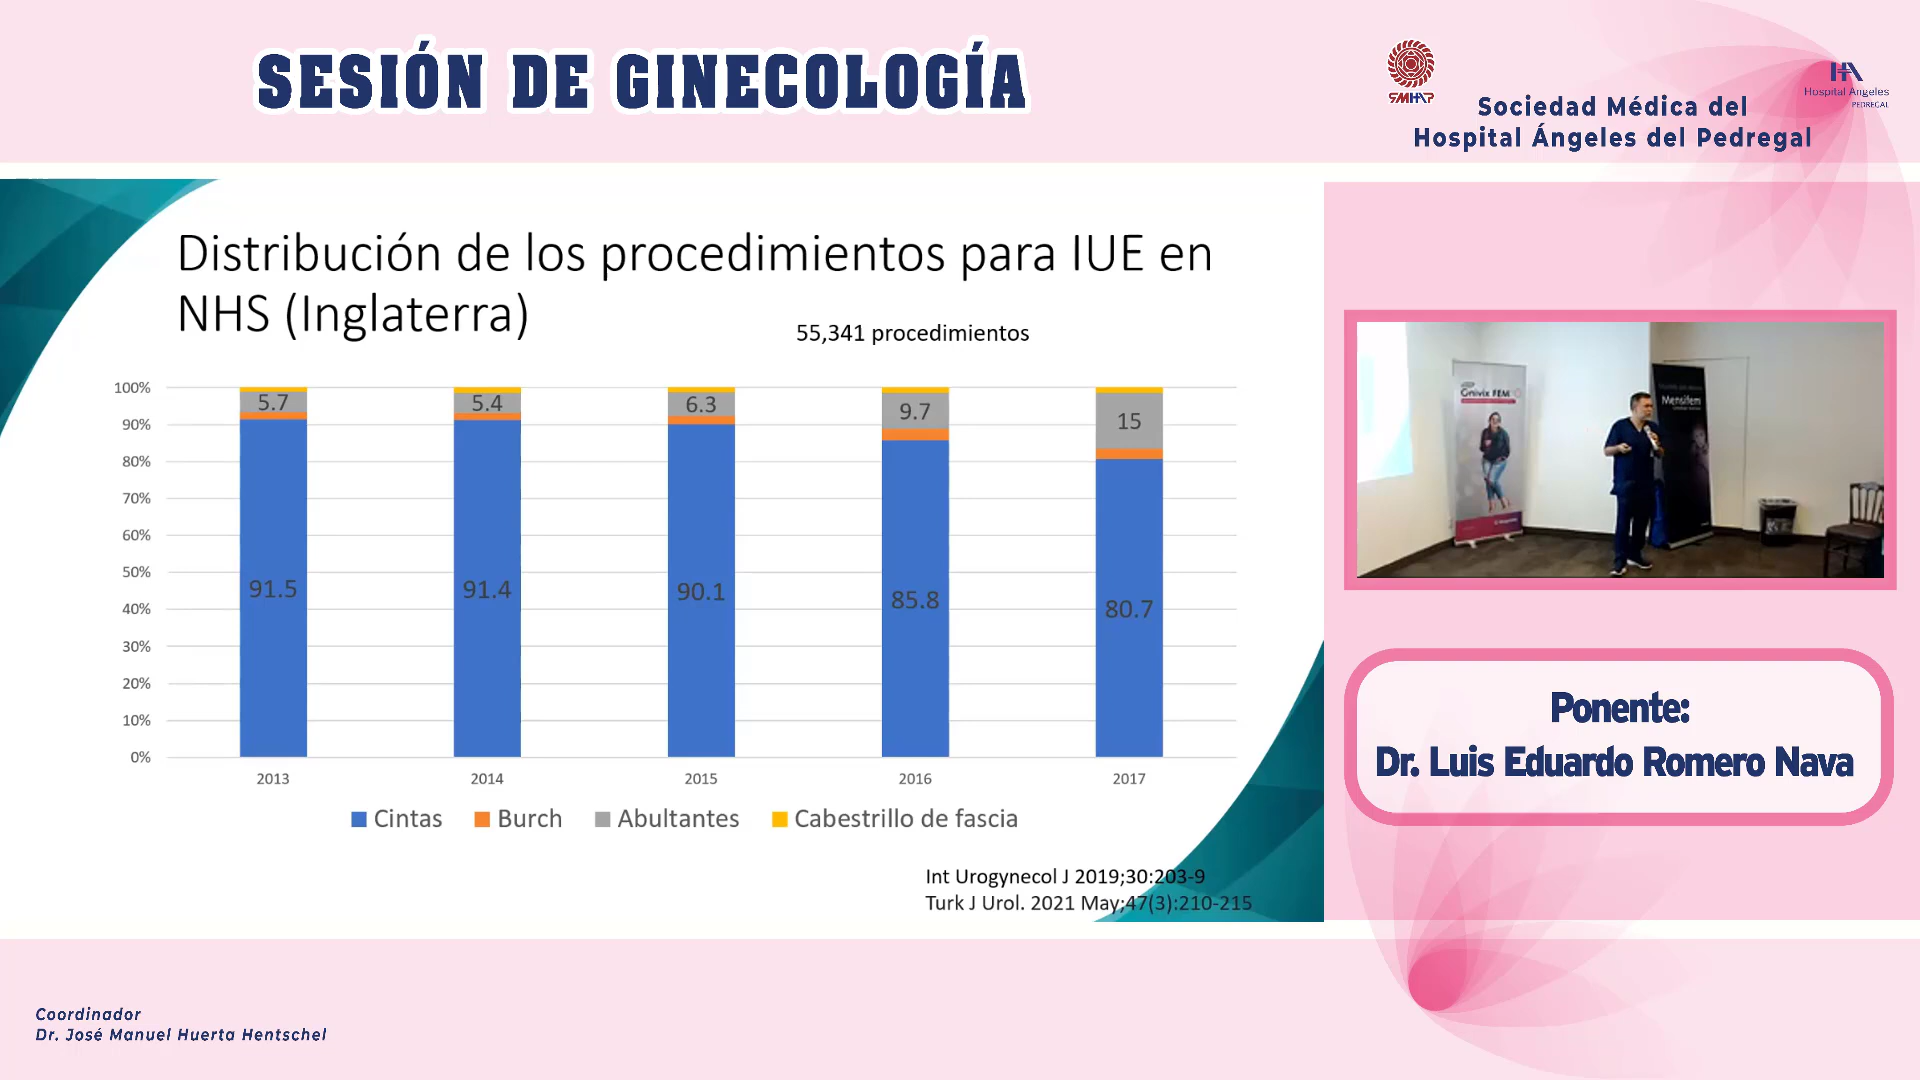 SESIÓN DE GINECOLOGÍA
SMHAP
Sociedad Médica del
Hospital Ángeles del Pedregal
HA
Hospital Angeles
PEDREGAL
Distribución de los procedimientos para IUE en
NHS (Inglaterra)
55,341 procedimientos
100%
90%
80%
70%
60%
50%
40%
30%
20%
10%
0%
5.7
5.4
6.3
9.7
15
91.5
91.4
90.1
85.8
80.7
2013
2014
2015
2016
2017
Cintas
Burch
Abultantes
Cabestrillo de fascia
Int Urogynecol J 2019;30:203-9
Turk J Urol. 2021 May;47(3):210-215
Ginivix FEM
Mensifem
Ponente:
Dr. Luis Eduardo Romero Nava
Coordinador
Dr. José Manuel Huerta Hentschel